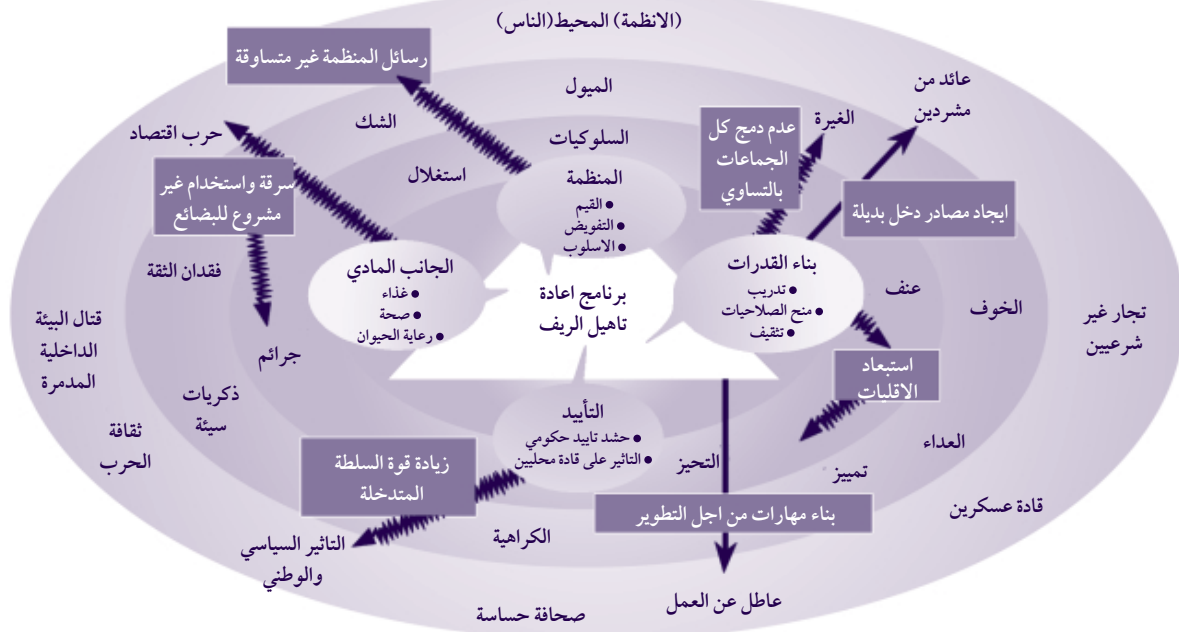 (الانظمة) المحيط(الناس)
رسائل المنظمة غير متساوقة
الميول
عائد من
مشردين
الشك
الغيرة
حرب اقتصاد
عدم دمج كل
الجماعات
بالتساوي
السلوكيات
استغلال
المنظمة
• القيم
• التفويض
• الاسلوب
سرقة واستخدام غير
مشروع للبضائع
ايجاد مصادر دخل بديلة
بناء القدرات
• تدريب
• منح الصلاحيات
• تثقيف
الجانب المادي
• غذاء
• صحة
• رعاية الحيوان
برنامج اعادة
تاهيل الريف
فقدان الثقة
عنف
الخوف
تجار غير
شرعيين
قتال البيئة
الداخلية
المدمرة
جرائم
استبعاد
الاقليات
ذكريات
سيئة
التأييد
• حشد تاييد حكومي
• التاثير على قادة محليين
ثقافة
الحرب
العداء
التحيز
تمييز
زيادة قوة السلطة
المتدخلة
قادة عسكرين
بناء مهارات من اجل التطوير
الكراهية
التاثير السياسي
والوطني
عاطل عن العمل
صحافة حساسة